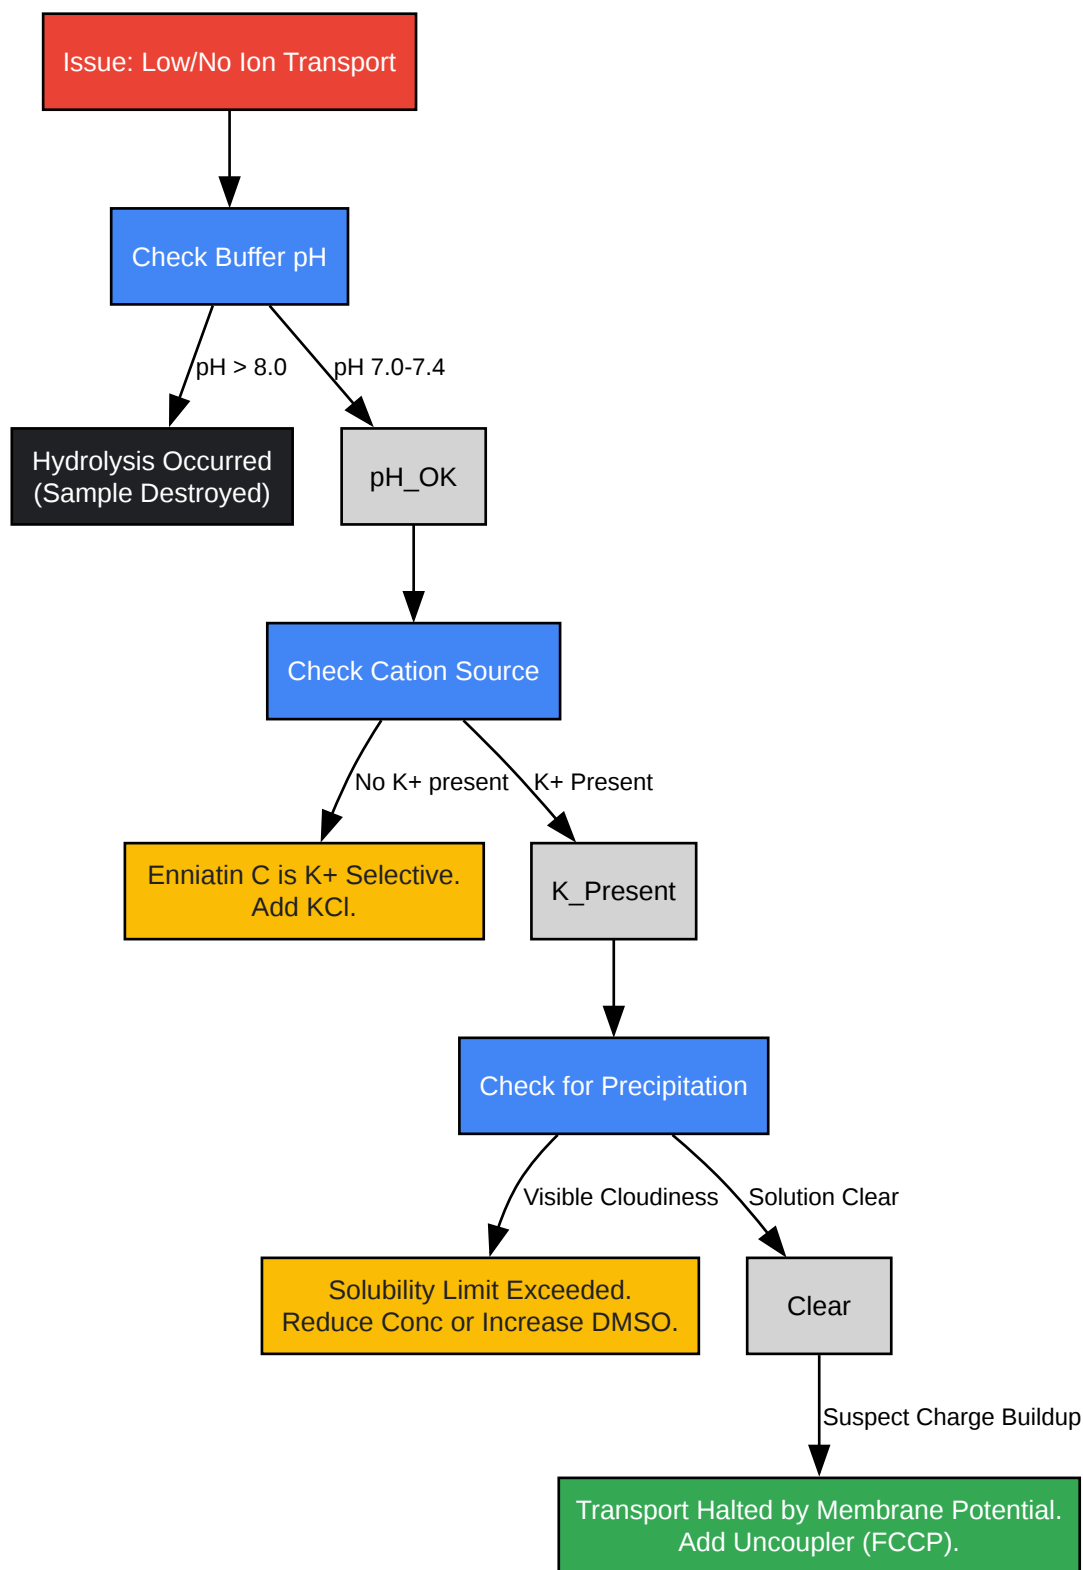 Issue: Low/No Ion Transport
Check Buffer pH
pH > 8.0
pH 7.0-7.4
Hydrolysis Occurred
(Sample Destroyed)
pH_OK
Check Cation Source
No K+ present
K+ Present
Enniatin C is K+ Selective.
Add KCl.
K_Present
Check for Precipitation
Visible Cloudiness
Solution Clear
Solubility Limit Exceeded.
Reduce Conc or Increase DMSO.
Clear
Suspect Charge Buildup
Transport Halted by Membrane Potential.
Add Uncoupler (FCCP).